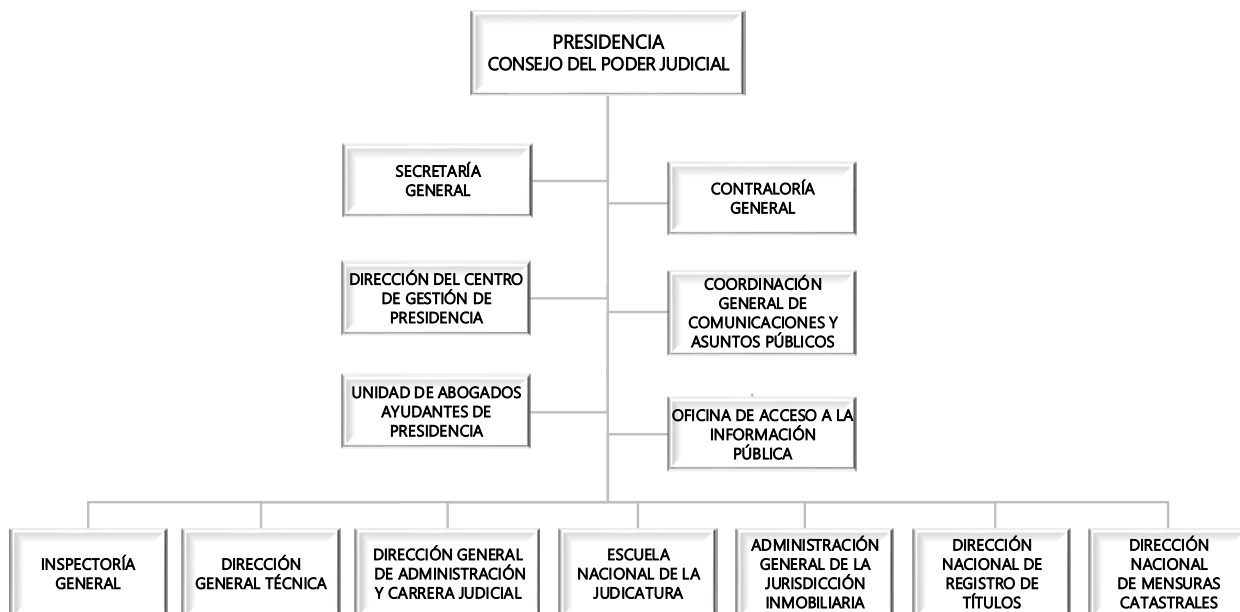 PRESIDENCIA
CONSEJO DEL PODER JUDICIAL
SECRETARÍA
GENERAL
CONTRALORÍA
GENERAL
DIRECCIÓN DEL CENTRO
DE GESTIÓN DE
PRESIDENCIA
COORDINACIÓN
GENERAL DE
COMUNICACIONES Y
ASUNTOS PÚBLICOS
UNIDAD DE ABOGADOS
AYUDANTES DE
PRESIDENCIA
OFICINA DE ACCESO A LA
INFORMACIÓN
PÚBLICA
INSPECTORÍA
GENERAL
DIRECCIÓN
GENERAL TÉCNICA
DIRECCIÓN GENERAL
DE ADMINISTRACIÓN
Y CARRERA JUDICIAL
ESCUELA
NACIONAL DE LA
JUDICATURA
ADMINISTRACIÓN
GENERAL DE LA
JURISDICCIÓN
INMOBILIARIA
DIRECCIÓN
NACIONAL DE
REGISTRO DE
TÍTULOS
DIRECCIÓN
NACIONAL
DE MENSURAS
CATASTRALES